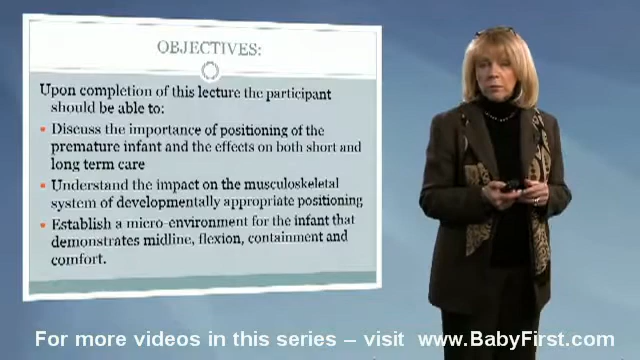 OBJECTIVES:
Upon completion of this lecture the participant
should be able to:
• Discuss the importance of positioning of the
premature infant and the effects on both short and
long term care
• Understand the impact on the musculoskeletal
system of developmentally appropriate positioning
• Establish a micro-environment for the infant that
demonstrates midline, flexion, containment and
comfort.
For more videos in this series – visit www.BabyFirst.com